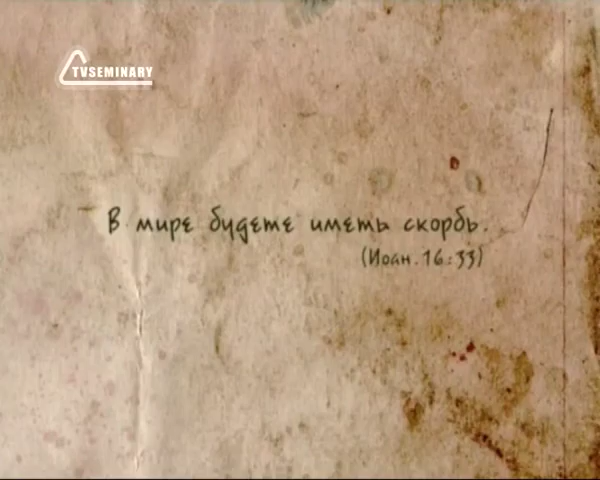 TVSEMINARY
В мире будете иметь скорбь.
(Иоан.16:33)